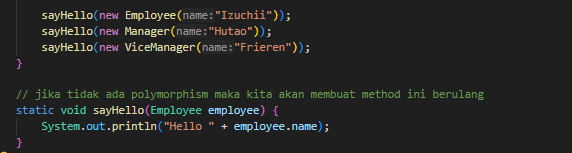 sayHello(new Employee(name:"Izuchii"));
sayHello(new Manager(name:"Hutao"));
sayHello(new ViceManager(name:"Frieren"));
}
// jika tidak ada polymorphism maka kita akan membuat method ini berulang
static void sayHello(Employee employee) {
System.out.println("Hello " + employee.name);
}